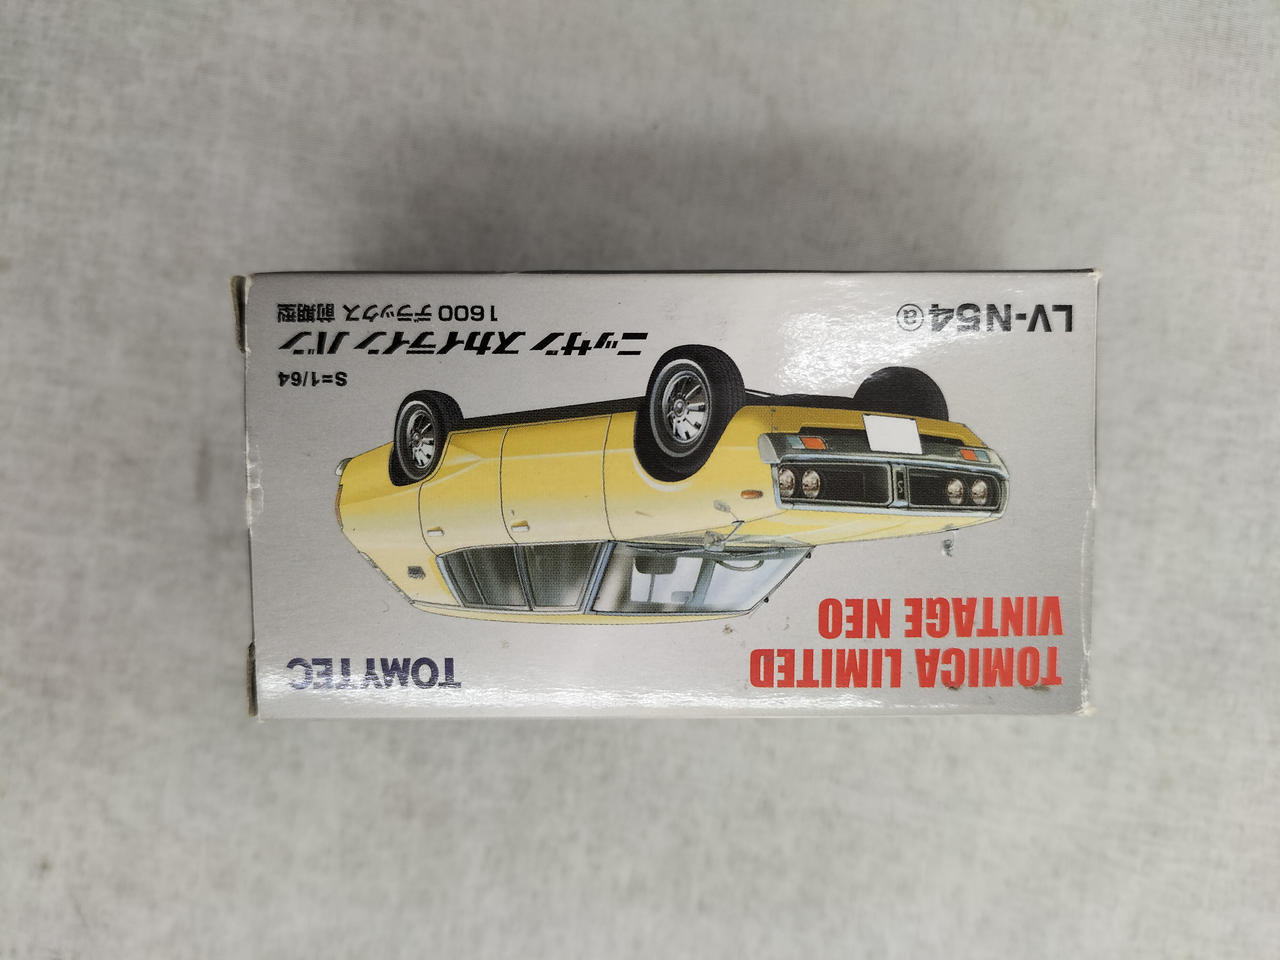 TOMICA LIMITED
VINTAGE NEO
TOMYTEC
S=1/64
ニッサン スカイライン バン
1600 デラックス 前期型
LV-N54ⓐ